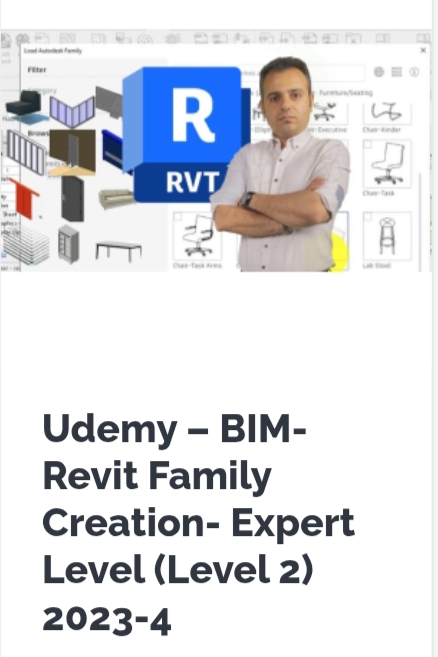 Load Autodesk Family
Filter
R
RVT
Furniture/Seating
Chair-Executive
Chair-Kinder
Chair-Task
Chair-Task Arms
Lab Stool
Udemy – BIM-
Revit Family
Creation- Expert
Level (Level 2)
2023-4